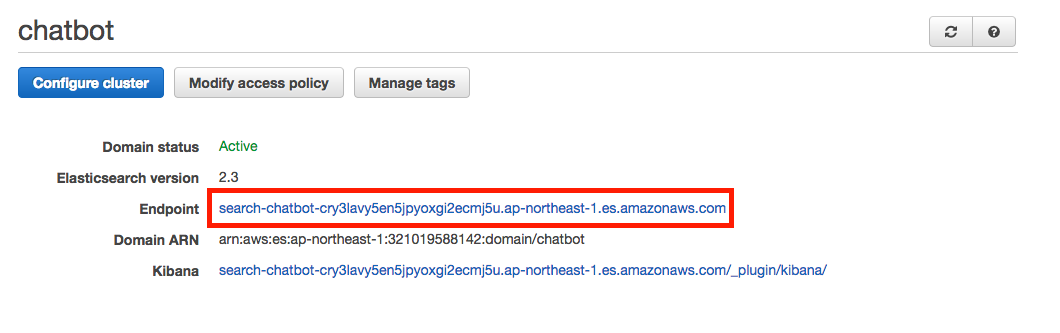 chatbot
Configure cluster Modify access policy Manage tags
Domain status Active
Elasticsearch version 2.3
Endpoint search-chatbot-cry3lavy5en5jpyoxgi2ecmj5u.ap-northeast-1.es.amazonaws.com
Domain ARN arn:aws:es:ap-northeast-1:321019588142:domain/chatbot
Kibana search-chatbot-cry3lavy5en5jpyoxgi2ecmj5u.ap-northeast-1.es.amazonaws.com/_plugin/kibana/